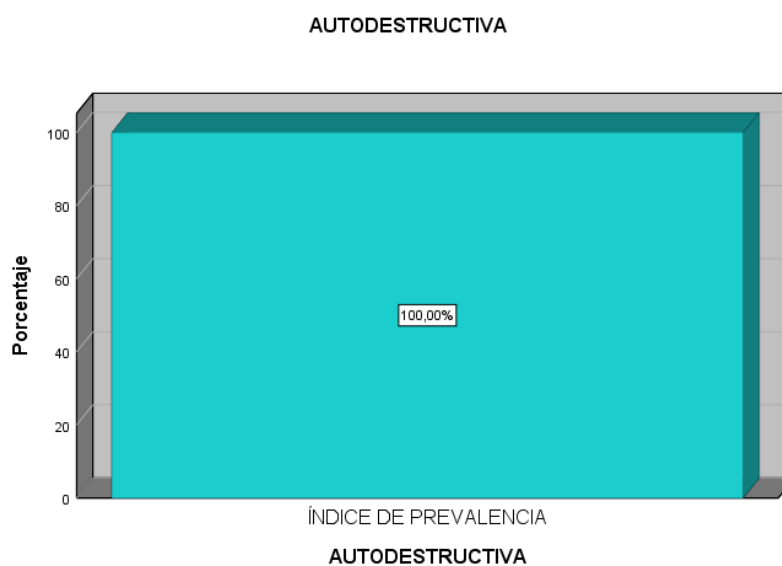 AUTODESTRUCTIVA
100
80
60
40
20
0
Porcentaje
100,00%
ÍNDICE DE PREVALENCIA
AUTODESTRUCTIVA